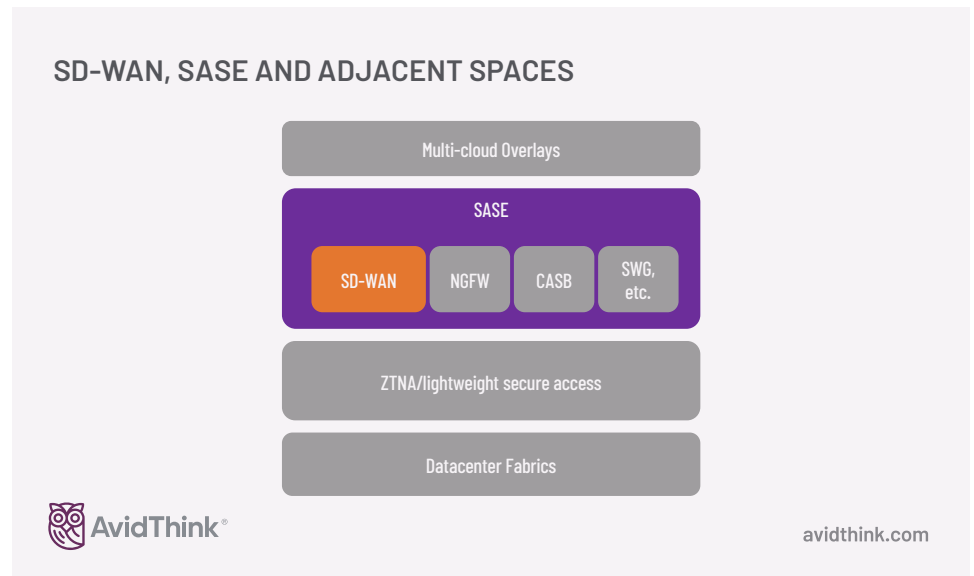 SD-WAN, SASE AND ADJACENT SPACES
Multi-cloud Overlays
SASE
SD-WAN
NGFW
CASB
SWG,
etc.
ZTNA/lightweight secure access
Datacenter Fabrics
AvidThink®
avidthink.com